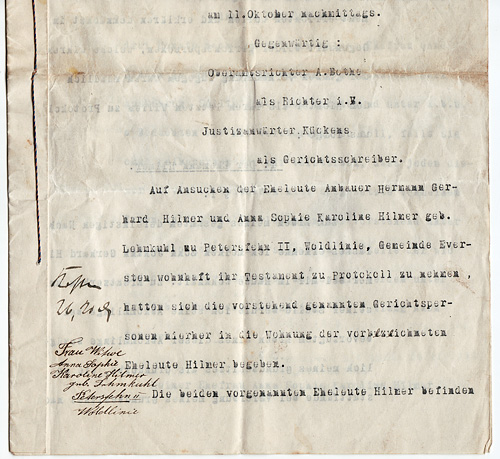 am 11.Oktober nachmittags.
Gegenwärtig :
Oberamtsrichter A.Bothe
als Richter i.N.
Justizanwärter Kückens
als Gerichtsschreiber.
Auf Ansuchen der Eheleute Anbauer Hermann Ger-
hard Hilmer und Anna Sophie Karoline Hilmer geb.
Lehmkuhl zu Petersfehn II, Woldlinie, Gemeinde Ever-
sten wohnhaft ihr Testament zu Protokoll zu nehmen ,
hatten sich die vorstehend genannten Gerichtsper-
sonen hierher in die Wohnung der vorbezeichneten
Eheleute Hilmer begeben.
Die beiden vorgenannten Eheleute Hilmer befinden
Frau Witwe
Anna Sophie
Karoline Hilmer
geb. Lehmkuhl
Petersfehn II
Woldlinie